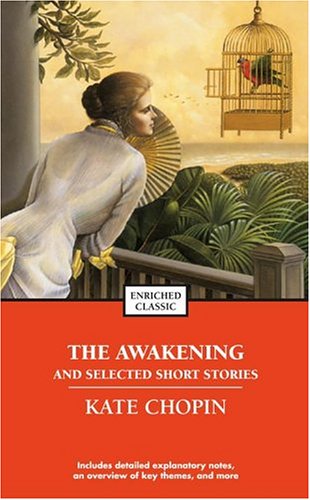 ENRICHED
CLASSIC
THE AWAKENING
AND SELECTED SHORT STORIES
KATE CHOPIN
Includes detailed explanatory notes,
an overview of key themes, and more